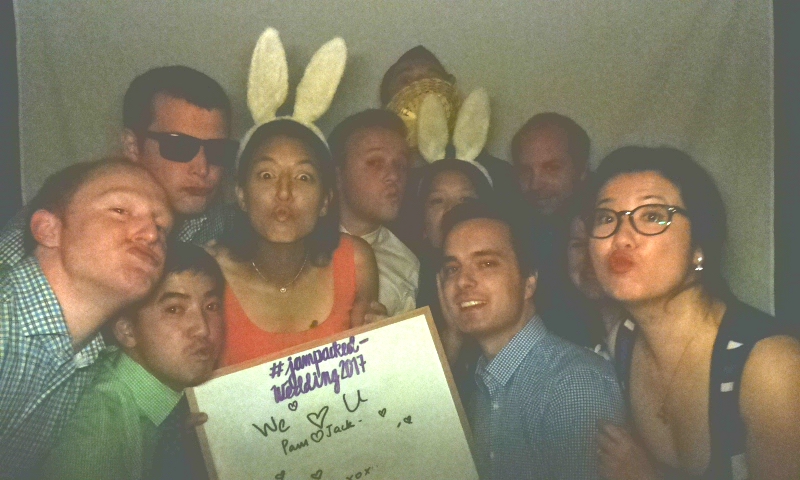 #jampacked-
wedding2017
We ♡ U
Pam ♡ Jack.
xox.